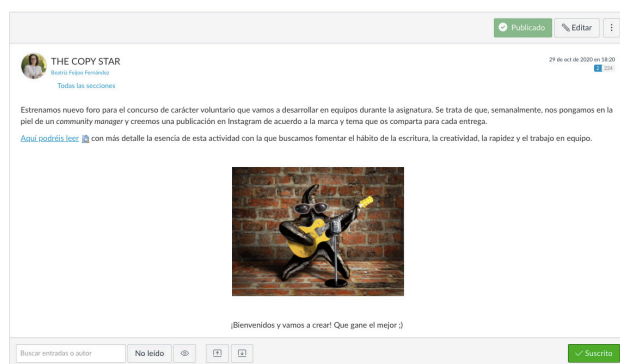 Publicado
Editar
THE COPY STAR
Beatriz Feijoo Fernández
Todas las secciones
29 de oct de 2020 en 18:20
2 224
Estrenamos nuevo foro para el concurso de carácter voluntario que vamos a desarrollar en equipos durante la asignatura. Se trata de que, semanalmente, nos pongamos en la
piel de un community manager y creemos una publicación en Instagram de acuerdo a la marca y tema que os comparta para cada entrega.
Aquí podréis leer con más detalle la esencia de esta actividad con la que buscamos fomentar el hábito de la escritura, la creatividad, la rapidez y el trabajo en equipo.
¡Bienvenidos y vamos a crear! Que gane el mejor ;)
Buscar entradas o autor
No leído
Suscrito